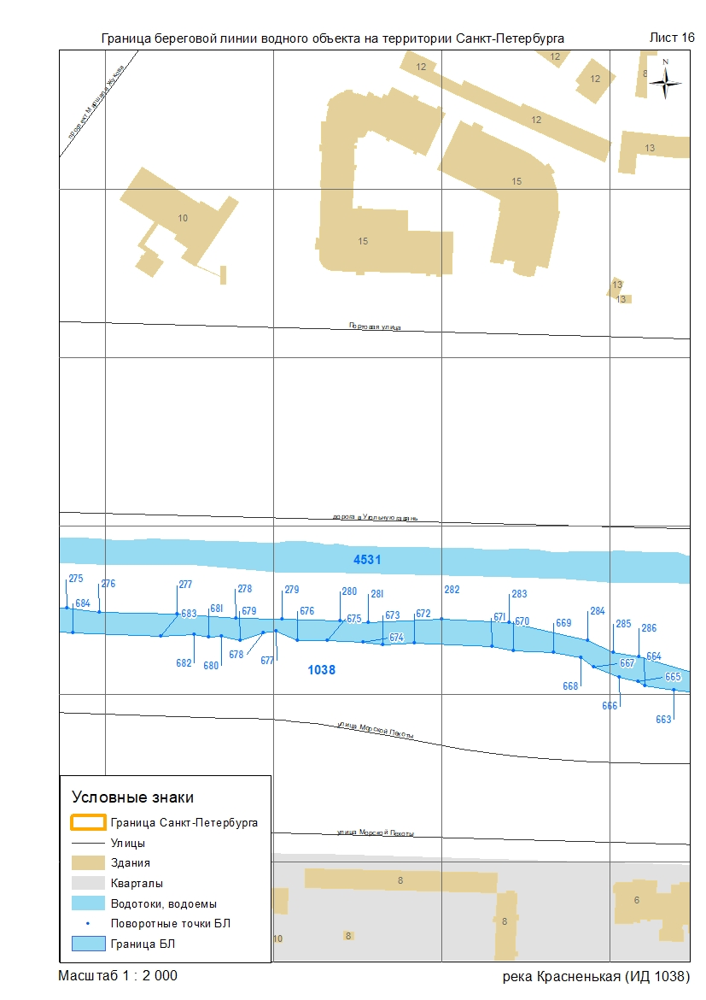 Граница береговой линии водного объекта на территории Санкт-Петербурга
Лист 16
N
проспект Маршала Жукова
12
12
12
8
12
13
15
10
15
13
13
Портовая улица
дорога в Угольную гавань
4531
275
276
277
278
279
280
281
282
283
284
285
286
684
683
681
679
676
675
673
674
672
671
670
669
667
664
665
682
680
678
677
668
666
663
1038
улица Морской Пехоты
улица Морской Пехоты
8
8
8
10
6
Условные знаки
Граница Санкт-Петербурга
Улицы
Здания
Кварталы
Водотоки, водоемы
Поворотные точки БЛ
Граница БЛ
Масштаб 1 : 2 000
река Красненькая (ИД 1038)